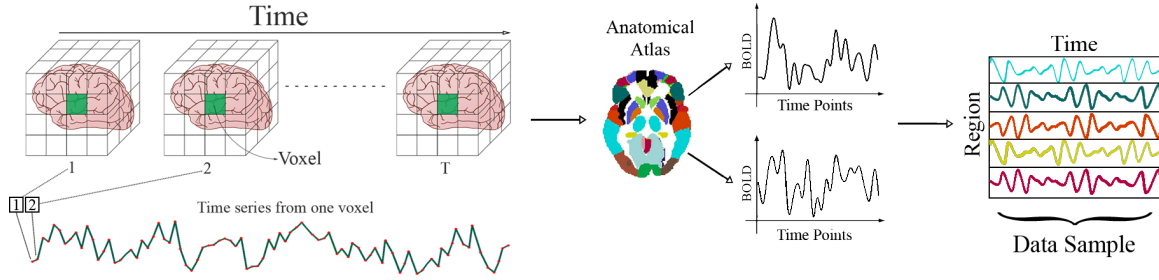 Time
Voxel
1
2
T
1 2
Time series from one voxel
Anatomical
Atlas
BOLD
Time Points
BOLD
Time Points
Time
Region
Data Sample